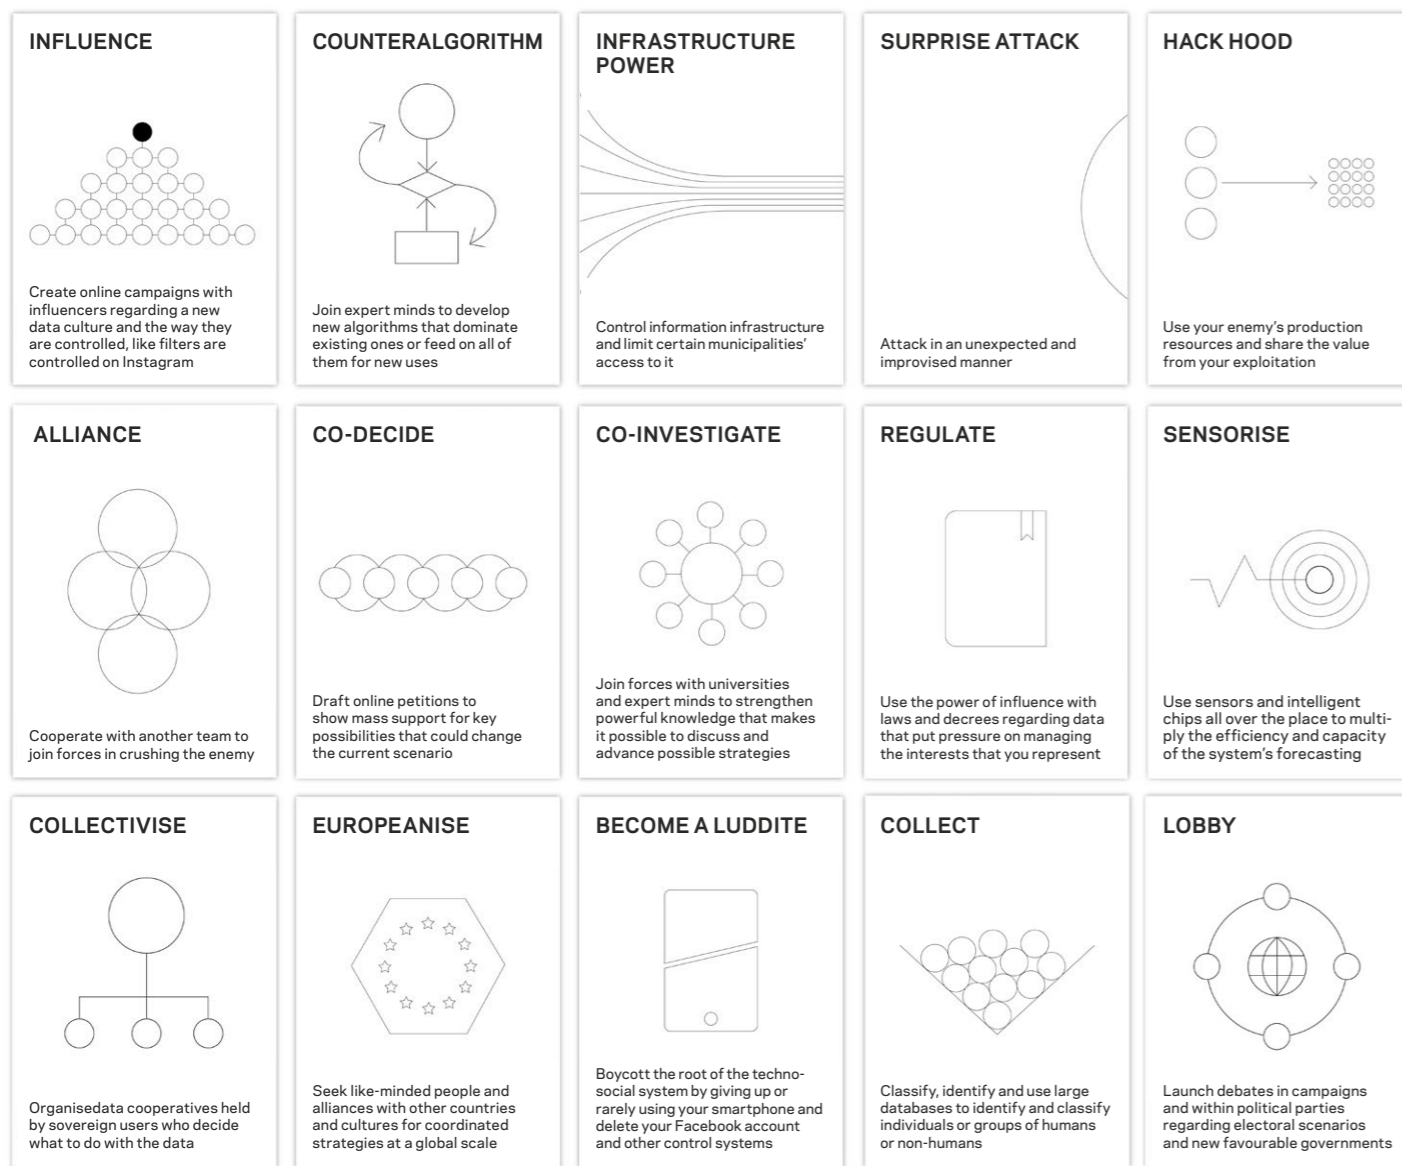 INFLUENCE
Create online campaigns with
influencers regarding a new
data culture and the way they
are controlled, like filters are
controlled on Instagram
COUNTERALGORITHM
Join expert minds to develop
new algorithms that dominate
existing ones or feed on all of
them for new uses
INFRASTRUCTURE
POWER
Control information infrastructure
and limit certain municipalities'
access to it
SURPRISE ATTACK
Attack in an unexpected and
improvised manner
HACK HOOD
Use your enemy's production
resources and share the value
from your exploitation
ALLIANCE
Cooperate with another team to
join forces in crushing the enemy
CO-DECIDE
Draft online petitions to
show mass support for key
possibilities that could change
the current scenario
CO-INVESTIGATE
Join forces with universities
and expert minds to strengthen
powerful knowledge that makes
it possible to discuss and
advance possible strategies
REGULATE
Use the power of influence with
laws and decrees regarding data
that put pressure on managing
the interests that you represent
SENSORISE
Use sensors and intelligent
chips all over the place to multi-
ply the efficiency and capacity
of the system's forecasting
COLLECTIVISE
Organisedata cooperatives held
by sovereign users who decide
what to do with the data
EUROPEANISE
Seek like-minded people and
alliances with other countries
and cultures for coordinated
strategies at a global scale
BECOME A LUDDITE
Boycott the root of the techno-
social system by giving up or
rarely using your smartphone and
delete your Facebook account
and other control systems
COLLECT
Classify, identify and use large
databases to identify and classify
individuals or groups of humans
or non-humans
LOBBY
Launch debates in campaigns
and within political parties
regarding electoral scenarios
and new favourable governments